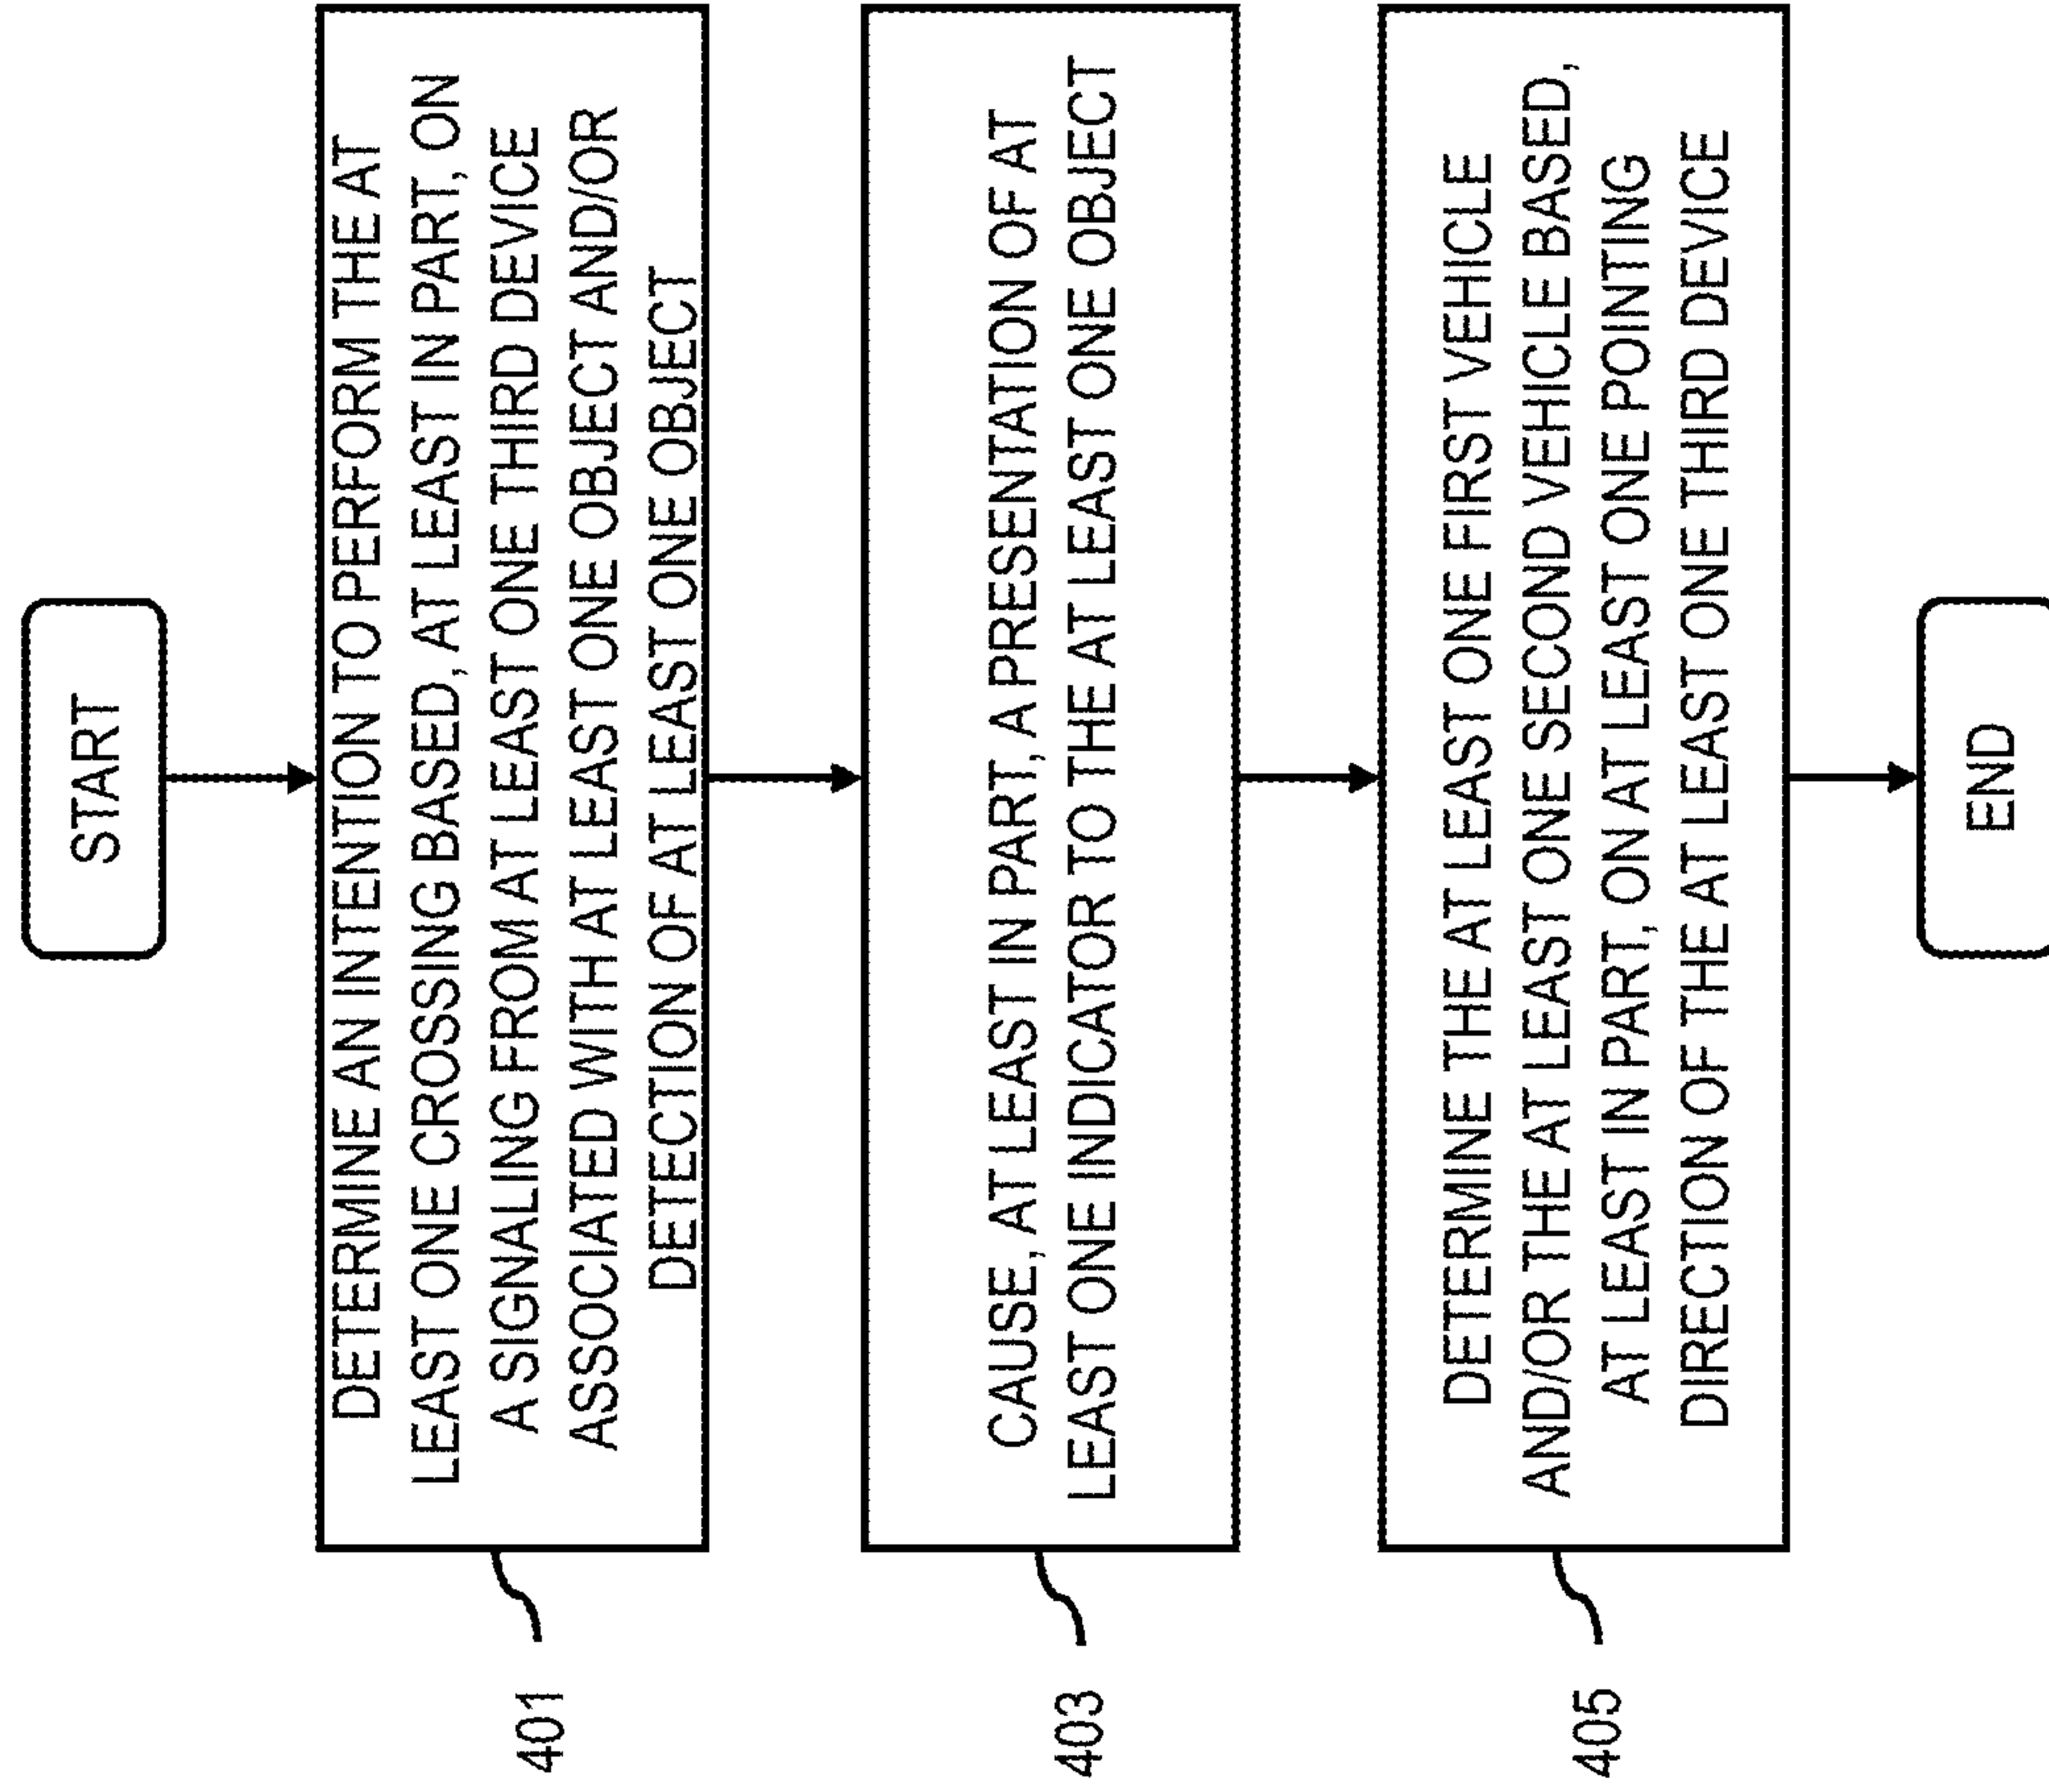 START
DETERMINE AN INTENTION TO PERFORM THE AT
LEAST ONE CROSSING BASED, AT LEAST IN PART, ON
A SIGNALING FROM AT LEAST ONE THIRD DEVICE
ASSOCIATED WITH AT LEAST ONE OBJECT AND/OR
DETECTION OF AT LEAST ONE OBJECT
401
CAUSE, AT LEAST IN PART, A PRESENTATION OF AT
LEAST ONE INDICATOR TO THE AT LEAST ONE OBJECT
403
DETERMINE THE AT LEAST ONE FIRST VEHICLE
AND/OR THE AT LEAST ONE SECOND VEHICLE BASED,
AT LEAST IN PART, ON AT LEAST ONE POINTING
DIRECTION OF THE AT LEAST ONE THIRD DEVICE
405
END